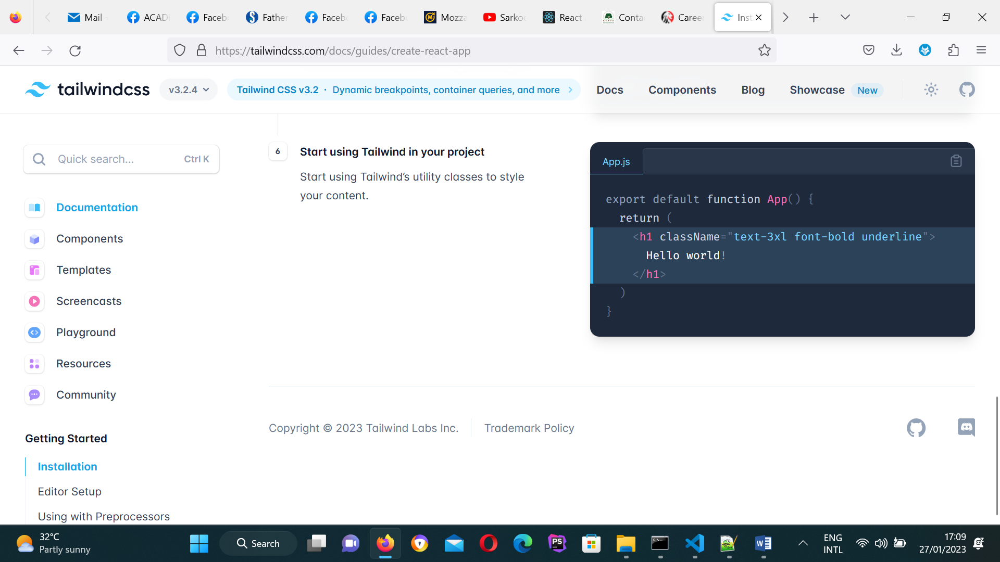 Mail -
ACAD
Faceb
Father
Faceb
Faceb
Mozza
Sarkoc
React
Conta
Career
Inst
https://tailwindcss.com/docs/guides/create-react-app
tailwindcss
v3.2.4
Tailwind CSS v3.2 · Dynamic breakpoints, container queries, and more
Docs
Components
Blog
Showcase
New
Quick search...
Ctrl K
Documentation
Components
Templates
Screencasts
Playground
Resources
Community
Getting Started
Installation
Editor Setup
Using with Preprocessors
6
Start using Tailwind in your project
Start using Tailwind’s utility classes to style
your content.
App.js
export default function App() {
return (
<h1 className="text-3xl font-bold underline">
Hello world!
</h1>
)
}
Copyright © 2023 Tailwind Labs Inc.
Trademark Policy
32°C
Partly sunny
Search
PS
ENG
INTL
17:09
27/01/2023